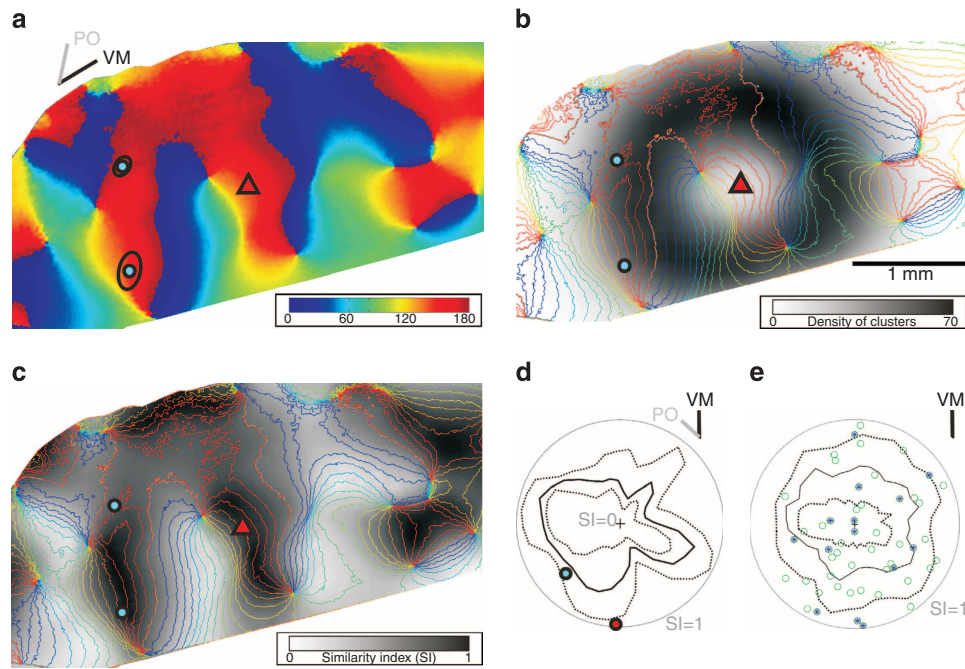 a
PO
VM
0 60 120 180
b
1 mm
0 Density of clusters 70
c
0 Similarity index (SI) 1
d
VM
PO
SI=0
SI=1
e
VM
SI=1